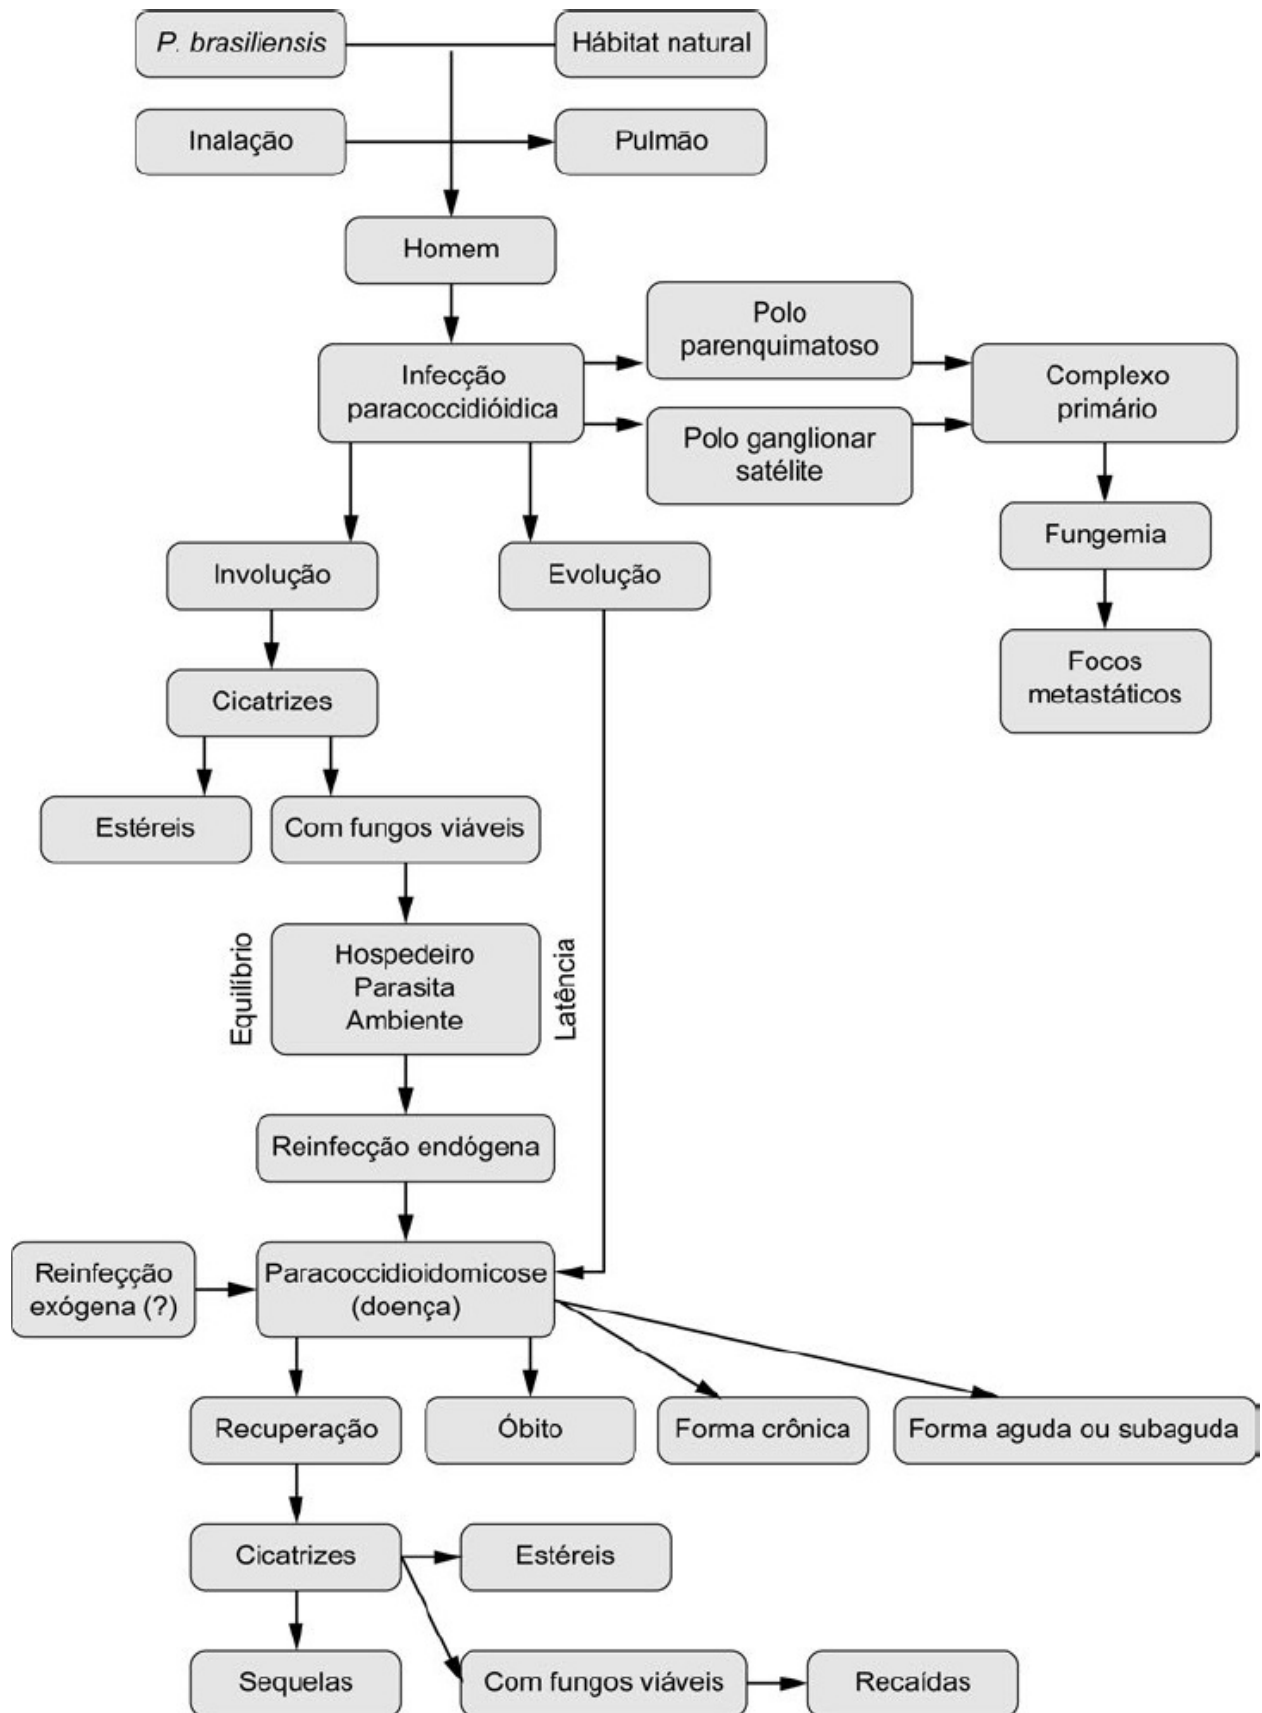 P. brasiliensis
Hábitat natural
Inalação
Pulmão
Homem
Polo
parenquimatoso
Infecção
paracoccidióidica
Complexo
primário
Polo ganglionar
satélite
Fungemia
Involução
Evolução
Focos
metastáticos
Cicatrizes
Estéreis
Com fungos viáveis
Equilíbrio
Hospedeiro
Parasita
Ambiente
Latência
Reinfecção endógena
Reinfeçção
exógena (?)
Paracoccidioidomicose
(doença)
Recuperação
Óbito
Forma crônica
Forma aguda ou subaguda
Cicatrizes
Estéreis
Sequelas
Com fungos viáveis
Recaídas